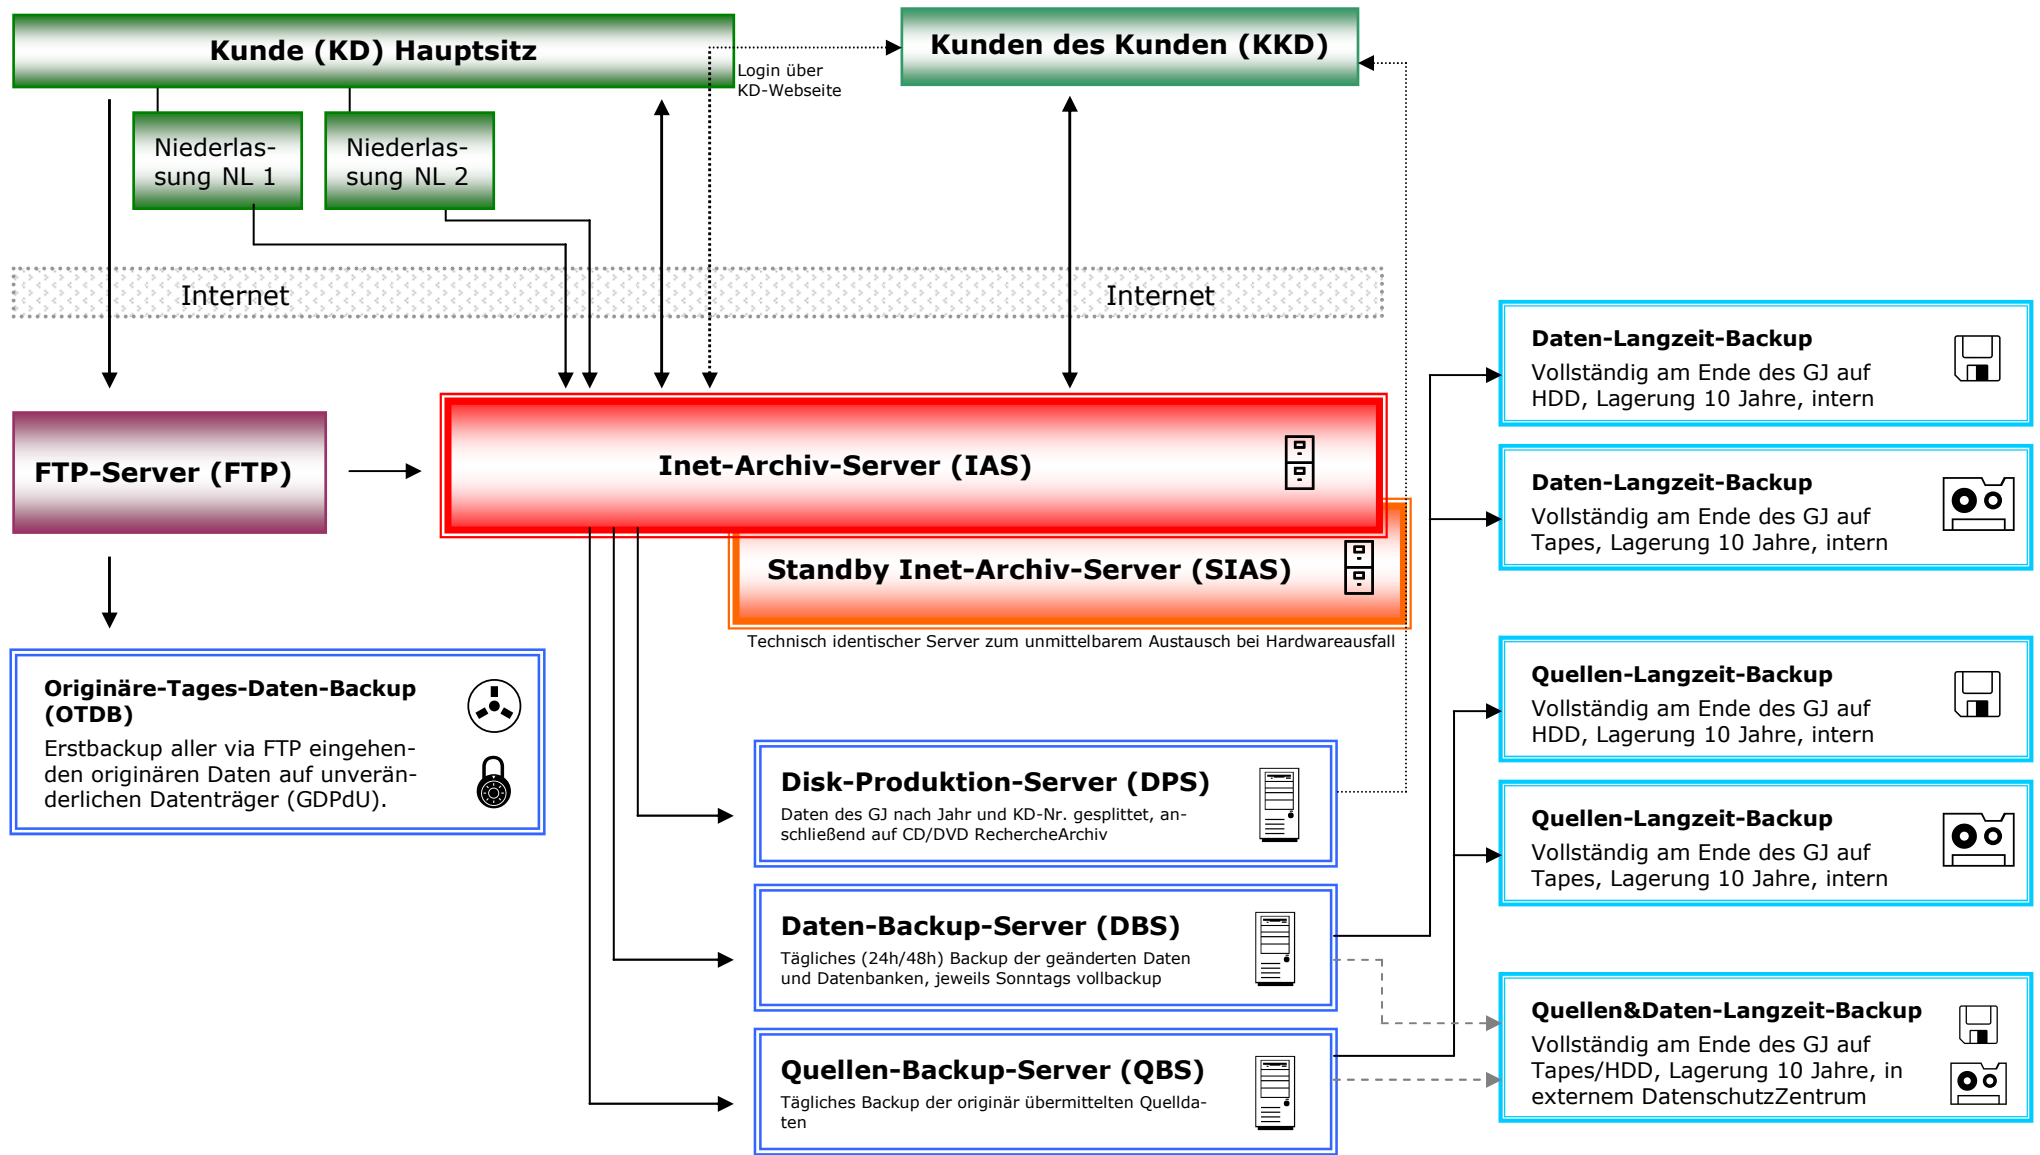 Kunde (KD) Hauptsitz
Kunden des Kunden (KKD)
Login über
KD-Webseite
Niederlas-
sung NL 1
Niederlas-
sung NL 2
Internet
Internet
FTP-Server (FTP)
Inet-Archiv-Server (IAS)
Standby Inet-Archiv-Server (SIAS)
Technisch identischer Server zum unmittelbarem Austausch bei Hardwareausfall
Originäre-Tages-Daten-Backup
(OTDB)
Erstbackup aller via FTP eingehen-
den originären Daten auf unverän-
derlichen Datenträger (GDPdU).
Disk-Produktion-Server (DPS)
Daten des GJ nach Jahr und KD-Nr. gesplittet, an-
schließend auf CD/DVD RechercheArchiv
Daten-Backup-Server (DBS)
Tägliches (24h/48h) Backup der geänderten Daten
und Datenbanken, jeweils Sonntags vollbackup
Quellen-Backup-Server (QBS)
Tägliches Backup der originär übermittelten Quellda-
ten
Daten-Langzeit-Backup
Vollständig am Ende des GJ auf
HDD, Lagerung 10 Jahre, intern
Daten-Langzeit-Backup
Vollständig am Ende des GJ auf
Tapes, Lagerung 10 Jahre, intern
Quellen-Langzeit-Backup
Vollständig am Ende des GJ auf
HDD, Lagerung 10 Jahre, intern
Quellen-Langzeit-Backup
Vollständig am Ende des GJ auf
Tapes, Lagerung 10 Jahre, intern
Quellen&Daten-Langzeit-Backup
Vollständig am Ende des GJ auf
Tapes/HDD, Lagerung 10 Jahre, in
externem DatenschutzZentrum